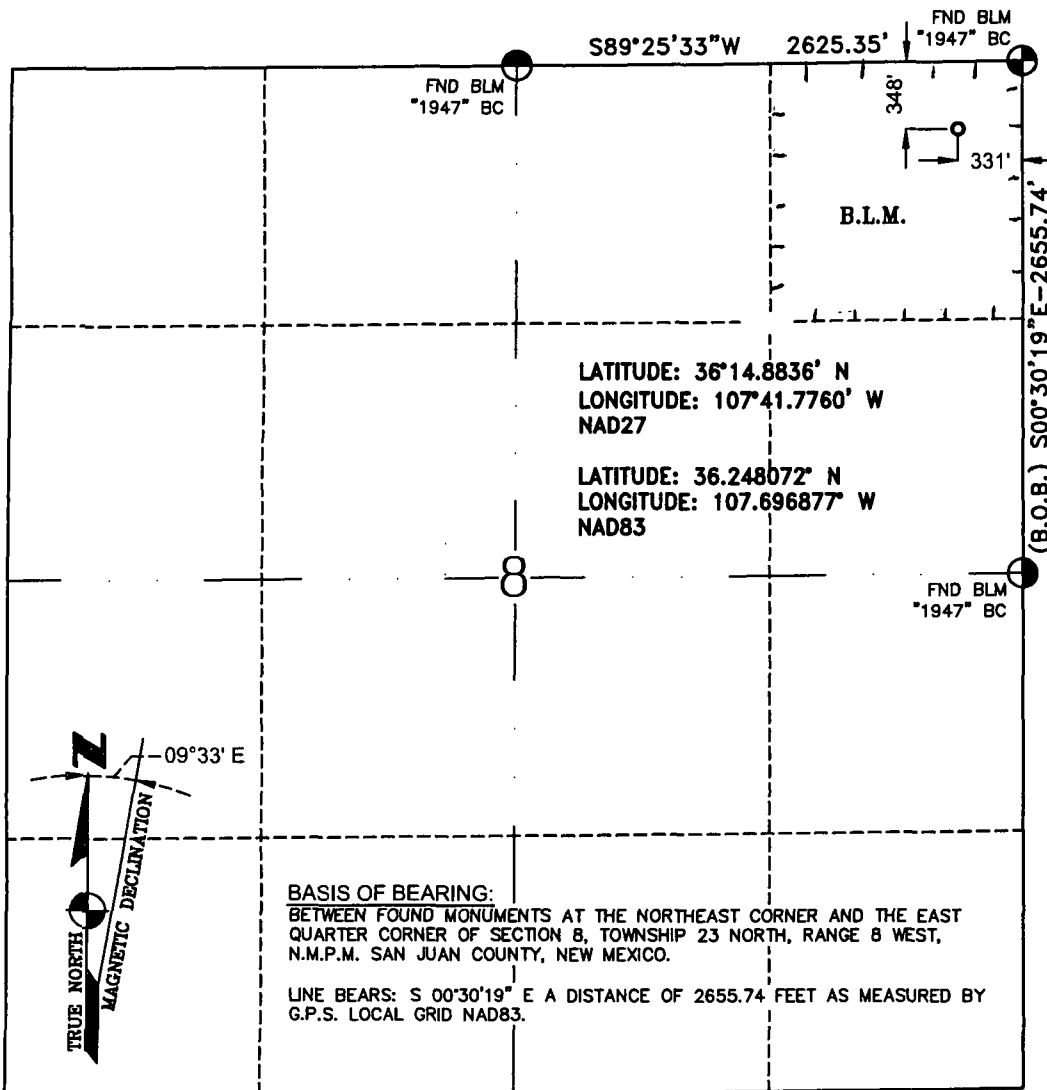 FND BLM
"1947" BC
S89°25'33"W 2625.35'
FND BLM
"1947" BC
348'
331'
B.L.M.
(B.O.B.) S00°30'19"E-2655.74'
LATITUDE: 36°14.8836' N
LONGITUDE: 107°41.7760' W
NAD27
LATITUDE: 36.248072° N
LONGITUDE: 107.696877° W
NAD83
8
FND BLM
"1947" BC
N
09°33' E
TRUE NORTH
MAGNETIC DECLINATION
BASIS OF BEARING:
BETWEEN FOUND MONUMENTS AT THE NORTHEAST CORNER AND THE EAST
QUARTER CORNER OF SECTION 8, TOWNSHIP 23 NORTH, RANGE 8 WEST,
N.M.P.M. SAN JUAN COUNTY, NEW MEXICO.
LINE BEARS: S 00°30'19" E A DISTANCE OF 2655.74 FEET AS MEASURED BY
G.P.S. LOCAL GRID NAD83.